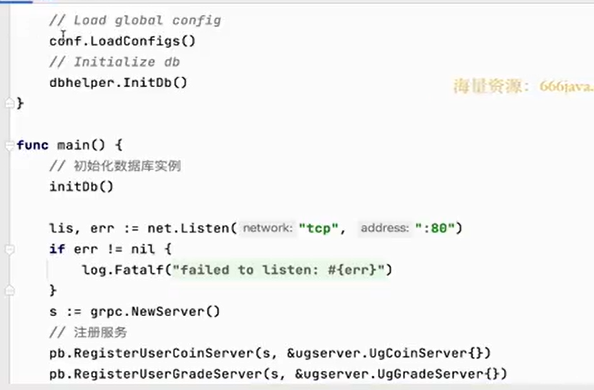 // Load global config
conf.LoadConfigs()
// Initialize db
dbhelper.InitDb()
海量资源：666java.
}
func main() {
// 初始化数据库实例
initDb()
lis, err := net.Listen( network: "tcp", address: ":80")
if err != nil {
log.Fatalf("failed to listen: #{err}")
}
s := grpc.NewServer()
// 注册服务
pb.RegisterUserCoinServer(s, &ugserver.UgCoinServer{})
pb.RegisterUserGradeServer(s, &ugserver.UgGradeServer{})